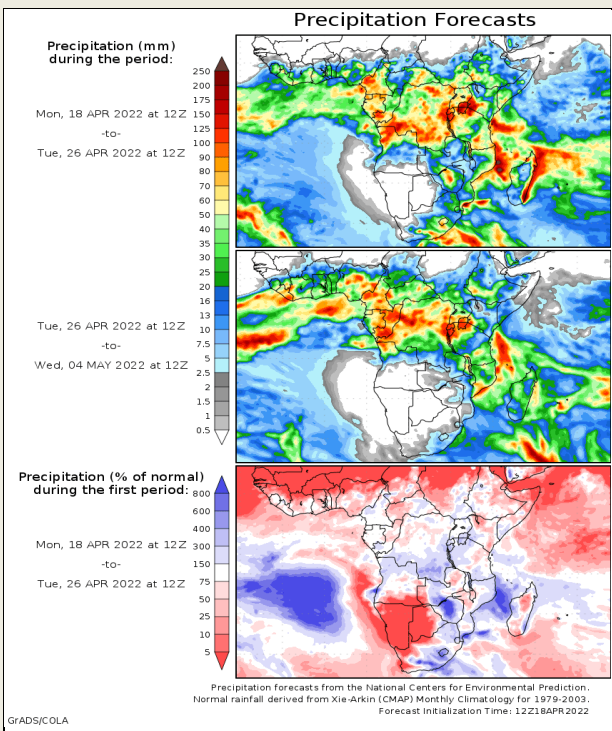 Precipitation Forecasts
Precipitation (mm)
during the period:
250
200
175
150
125
100
90
80
70
60
50
40
35
30
25
20
16
13
10
7.5
5
2.5
2
1.5
1
0.5
Mon, 18 APR 2022 at 12Z
-to-
Tue, 26 APR 2022 at 12Z
Tue, 26 APR 2022 at 12Z
-to-
Wed, 04 MAY 2022 at 12Z
Precipitation (% of normal)
during the first period:
800
600
400
300
150
75
50
25
10
5
Mon, 18 APR 2022 at 12Z
-to-
Tue, 26 APR 2022 at 12Z
Precipitation forecasts from the National Centers for Environmental Prediction.
Normal rainfall derived from Xie-Arkin (CMAP) Monthly Climatology for 1979-2003.
Forecast Initialization Time: 12Z18APR2022
GrADS/COLA